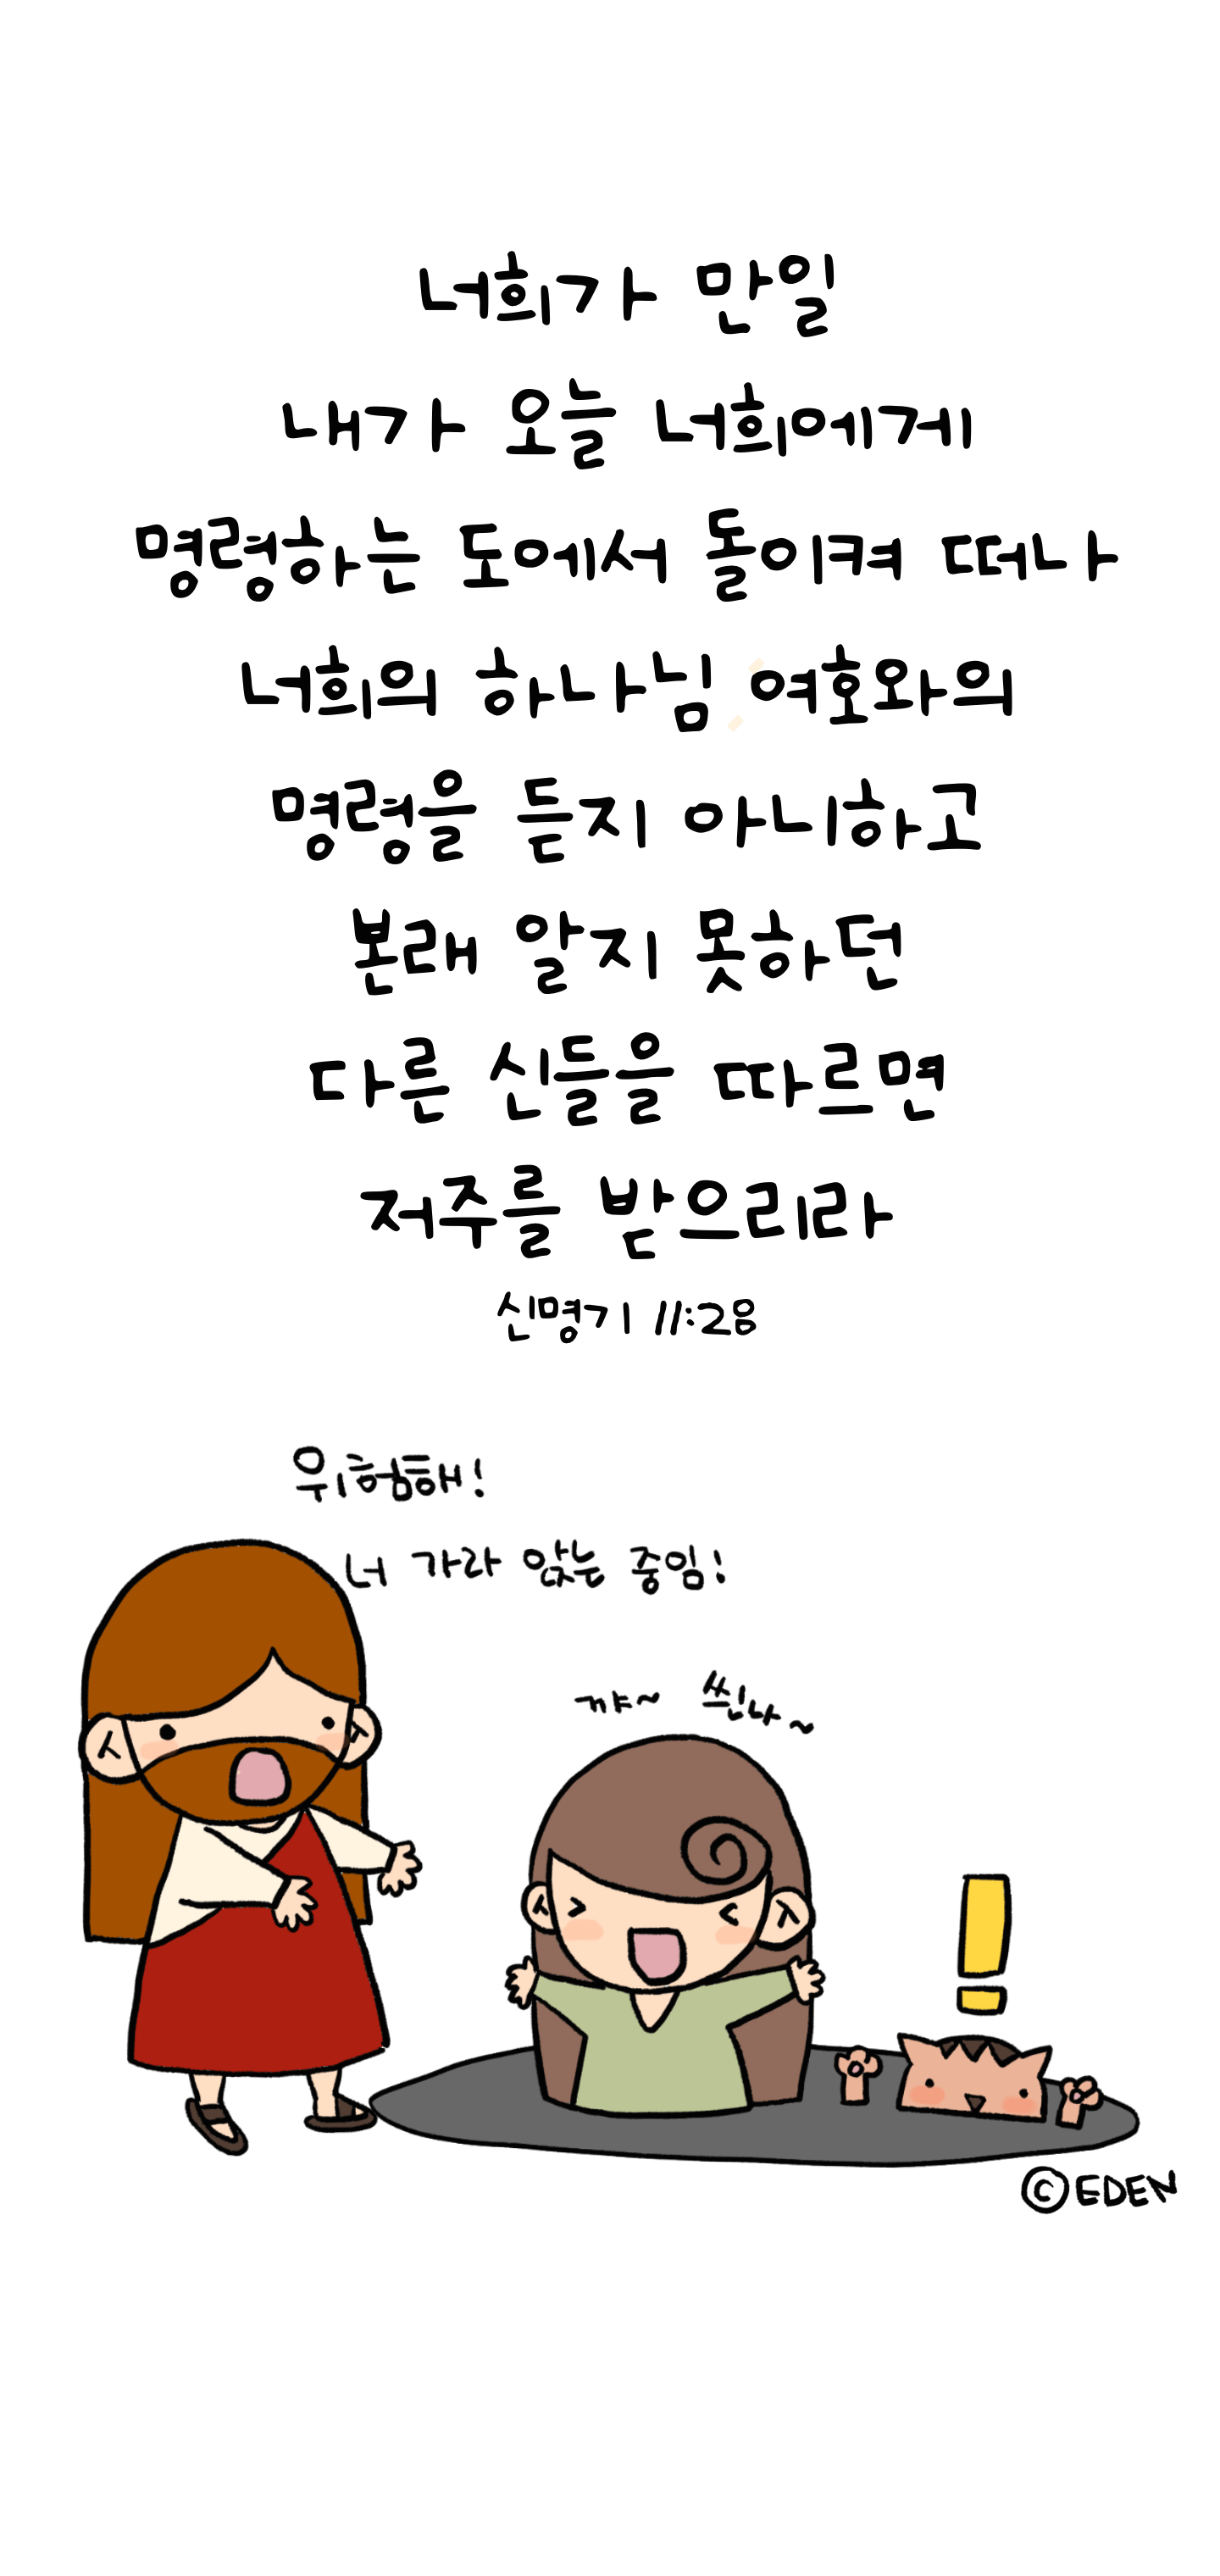 너희가 만일
내가 오늘 너희에게
명령하는 도에서 돌이켜 떠나
너희의 하나님 여호와의
명령을 듣지 아니하고
본래 알지 못하던
다른 신들을 따르면
저주를 받으리라
신명기 11:28
위험해!
너 가라 앉는 중임!
꺄~ 씐나~
©EDEN